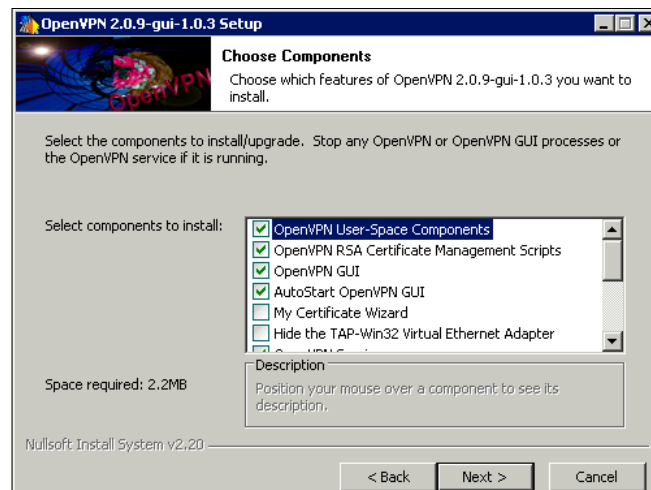 OpenVPN 2.0.9-gui-1.0.3 Setup
Choose Components
Choose which features of OpenVPN 2.0.9-gui-1.0.3 you want to
install.
OpenVPN
Select the components to install/upgrade. Stop any OpenVPN or OpenVPN GUI processes or
the OpenVPN service if it is running.
Select components to install:
OpenVPN User-Space Components
OpenVPN RSA Certificate Management Scripts
OpenVPN GUI
AutoStart OpenVPN GUI
My Certificate Wizard
Hide the TAP-Win32 Virtual Ethernet Adapter
Space required: 2.2MB
Description
Position your mouse over a component to see its
description.
Nullsoft Install System v2.20
< Back
Next >
Cancel